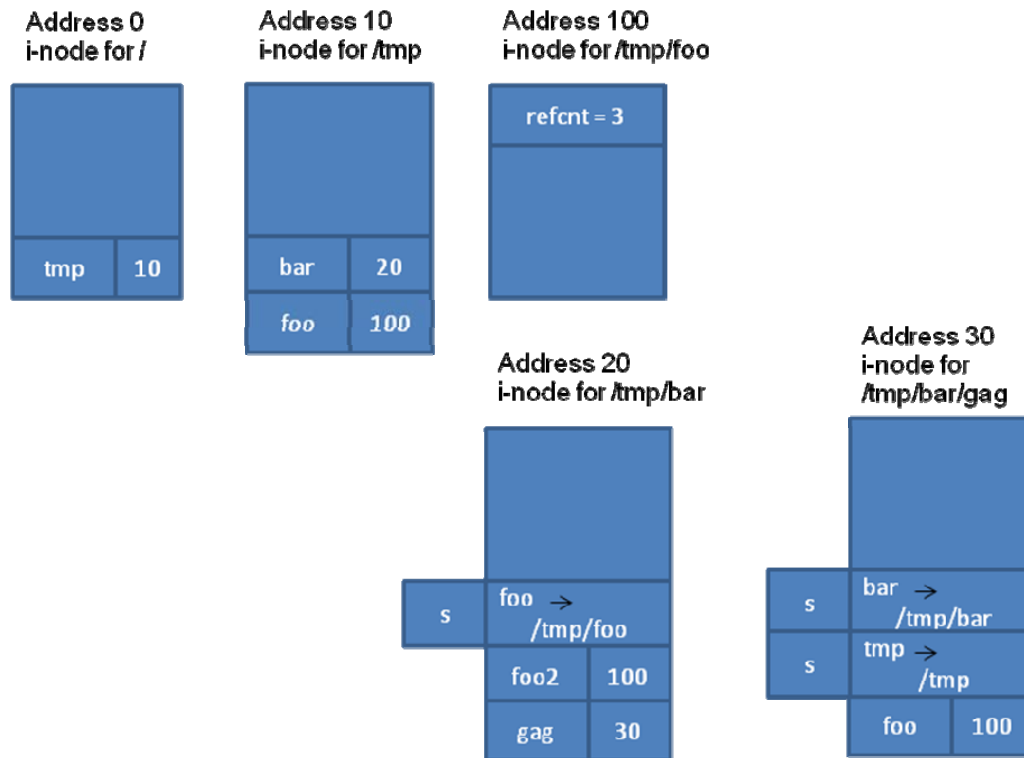 Address 0
i-node for /
Address 10
i-node for /tmp
Address 100
i-node for /tmp/foo
refcnt = 3
tmp 10
bar 20
foo 100
Address 20
i-node for /tmp/bar
Address 30
i-node for
/tmp/bar/gag
s foo →
/tmp/foo
foo2 100
gag 30
s bar →
/tmp/bar
s tmp →
/tmp
foo 100